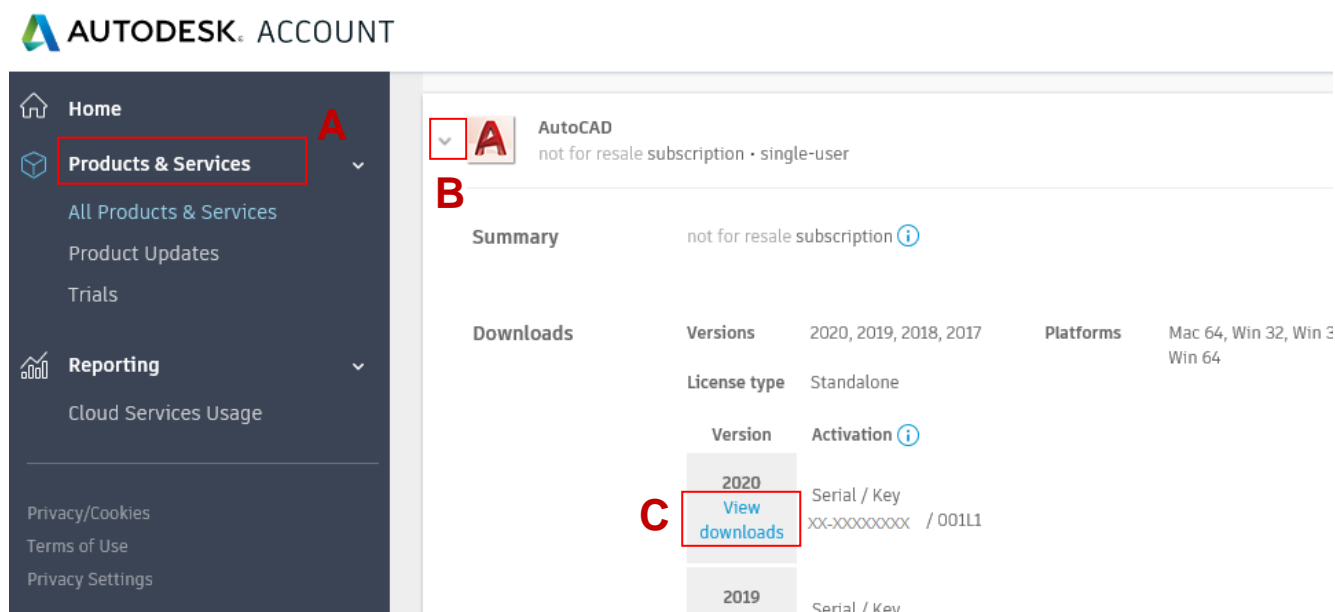 AUTODESK. ACCOUNT
Home
A
Products & Services
All Products & Services
Product Updates
Trials
Reporting
Cloud Services Usage
Privacy/Cookies
Terms of Use
Privacy Settings
AutoCAD
not for resale subscription · single-user
B
Summary not for resale subscription
Downloads Versions 2020, 2019, 2018, 2017 Platforms Mac 64, Win 32, Win
Win 64
License type Standalone
Version Activation
2020
View
downloads
C
Serial / Key
XX-XXXXXXXX / 001L1
2019
Serial / Key